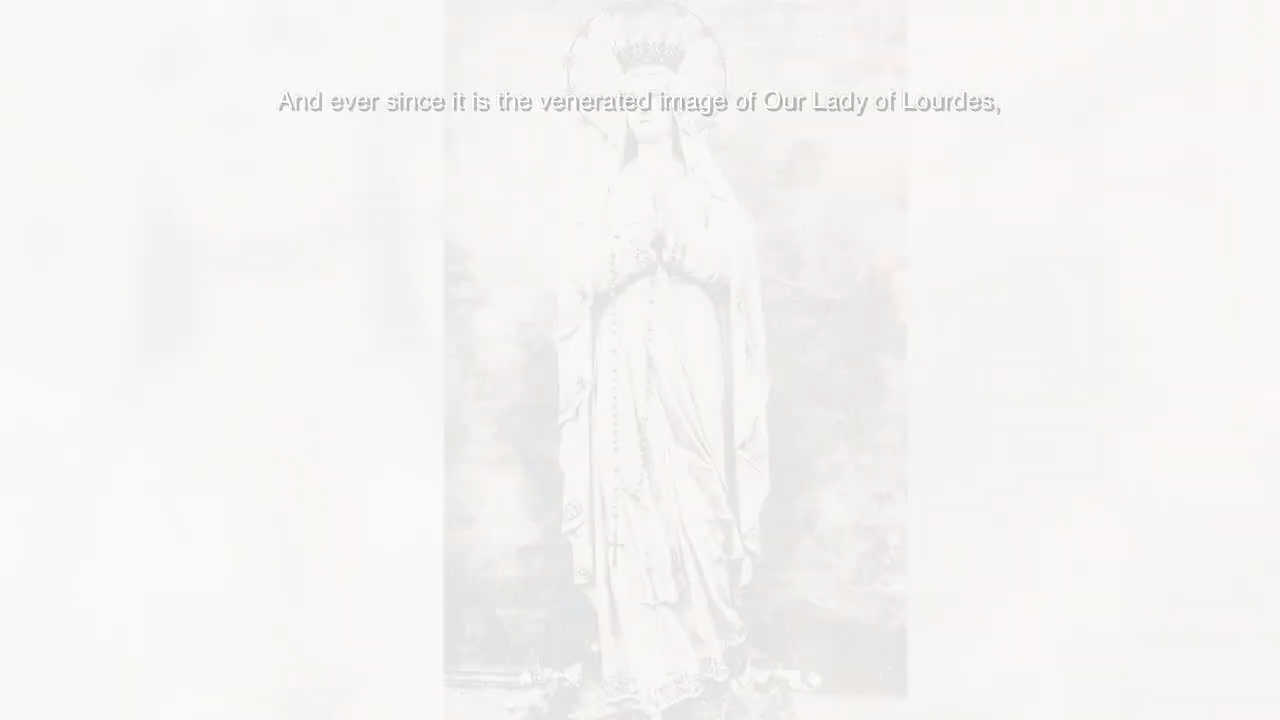 And ever since it is the venerated image of Our Lady of Lourdes,